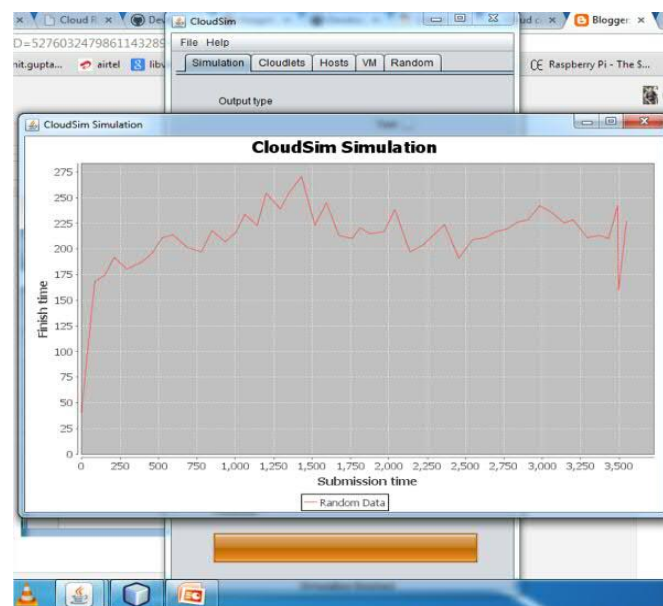 Cloud R
De
CloudSim
ud c
Blogger:
D=5276032479861143289
File Help
nit.gupta...
airtel
libv
Simulation Cloudlets Hosts VM Random
Raspberry Pi - The S...
Output type
CloudSim Simulation
CloudSim Simulation
275
250
225
200
175
150
125
100
75
50
25
0
Finish time
0 250 500 750 1,000 1,250 1,500 1,750 2,000 2,250 2,500 2,750 3,000 3,250 3,500
Submission time
Random Data